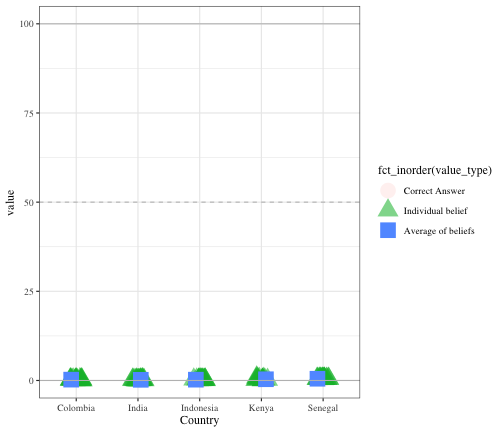 100
75
50
25
0
value
Colombia India Indonesia Kenya Senegal
Country
fct_inorder(value_type)
Correct Answer
Individual belief
Average of beliefs